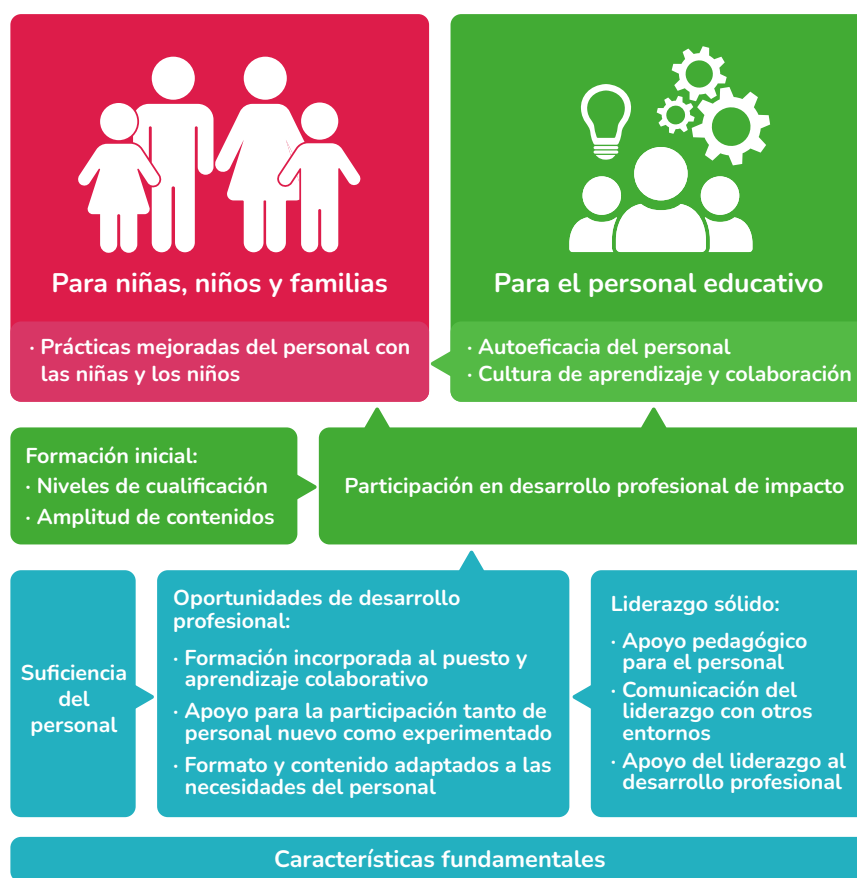 Para niñas, niños y familias
· Prácticas mejoradas del personal con
las niñas y los niños
Para el personal educativo
· Autoeficacia del personal
· Cultura de aprendizaje y colaboración
Formación inicial:
· Niveles de cualificación
· Amplitud de contenidos
Participación en desarrollo profesional de impacto
Suficiencia
del
personal
Oportunidades de desarrollo
profesional:
· Formación incorporada al puesto y
aprendizaje colaborativo
· Apoyo para la participación tanto de
personal nuevo como experimentado
· Formato y contenido adaptados a las
necesidades del personal
Liderazgo sólido:
· Apoyo pedagógico
para el personal
· Comunicación del
liderazgo con otros
entornos
· Apoyo del liderazgo al
desarrollo profesional
Características fundamentales